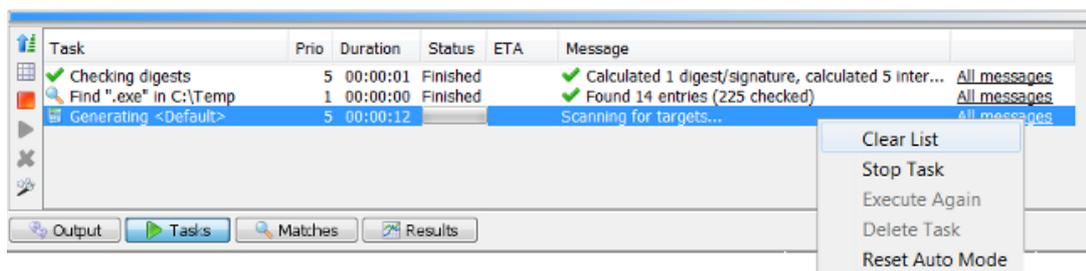 Task Prio Duration Status ETA Message
Checking digests 5 00:00:01 Finished Calculated 1 digest/signature, calculated 5 inter... All messages
Find ".exe" in C:\Temp 1 00:00:00 Finished Found 14 entries (225 checked) All messages
Generating <Default> 5 00:00:12 Scanning for targets... All messages
Clear List
Stop Task
Execute Again
Delete Task
Reset Auto Mode
Output Tasks Matches Results